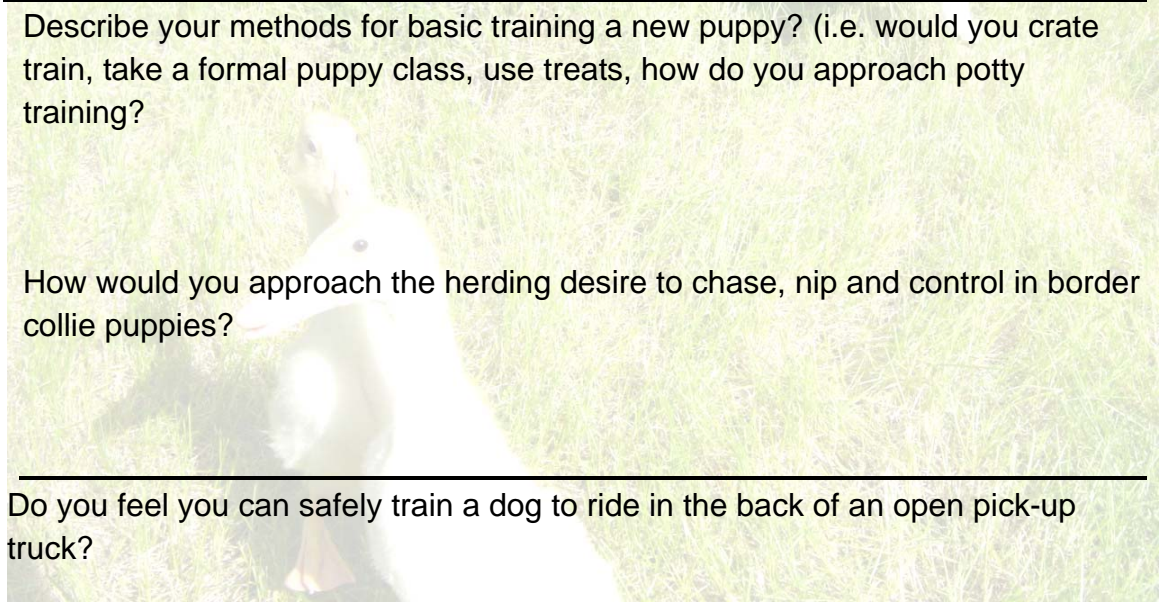 Describe your methods for basic training a new puppy? (i.e. would you crate
train, take a formal puppy class, use treats, how do you approach potty
training?
How would you approach the herding desire to chase, nip and control in border
collie puppies?
Do you feel you can safely train a dog to ride in the back of an open pick-up
truck?